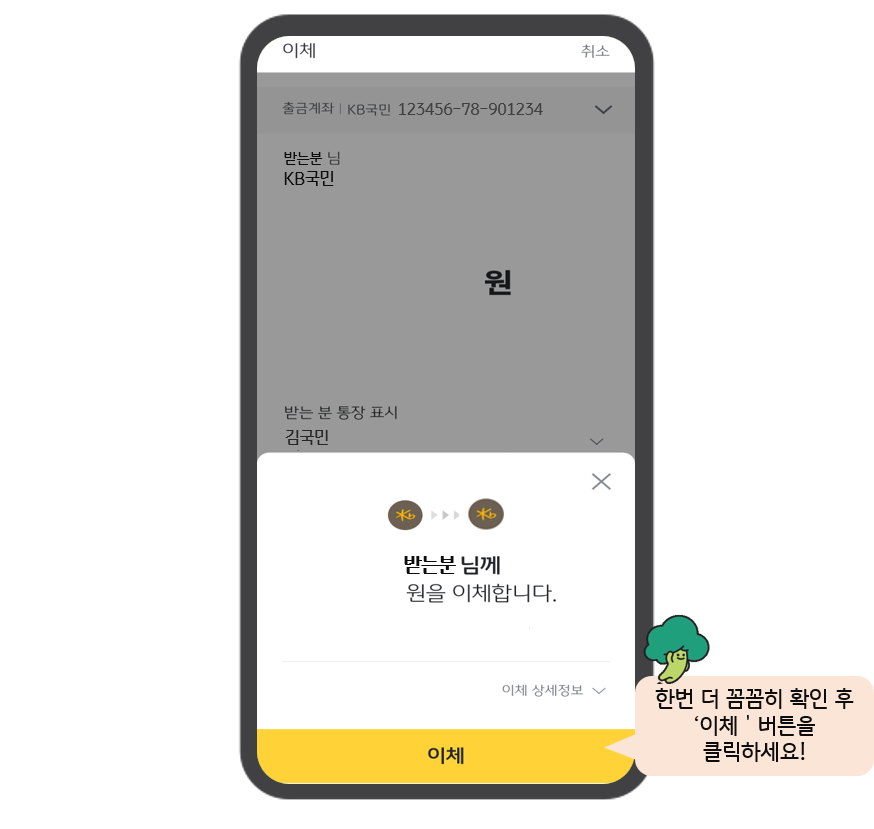 이체 취소
출금계좌 | KB국민 123456-78-901234
받는분 님
KB국민
원
받는 분 통장 표시
김국민
받는분 님께
원을 이체합니다.
이체 상세정보
이체
한번 더 꼼꼼히 확인 후
‘이체 ' 버튼을
클릭하세요!